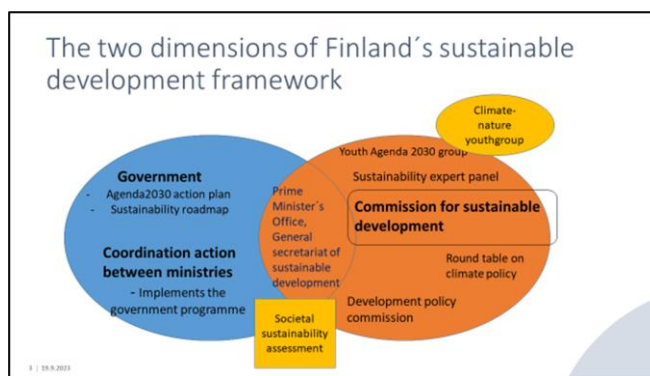 The two dimensions of Finland´s sustainable
development framework
Climate-
nature
youthgroup
Government
- Agenda2030 action plan
- Sustainability roadmap
Coordination action
between ministries
- Implements the
government programme
Prime
Minister´s
Office,
General
secretariat of
sustainable
development
Societal
sustainability
assessment
Youth Agenda 2030 group
Sustainability expert panel
Commission for sustainable
development
Round table on
climate policy
Development policy
commission
3 | 19.9.2023